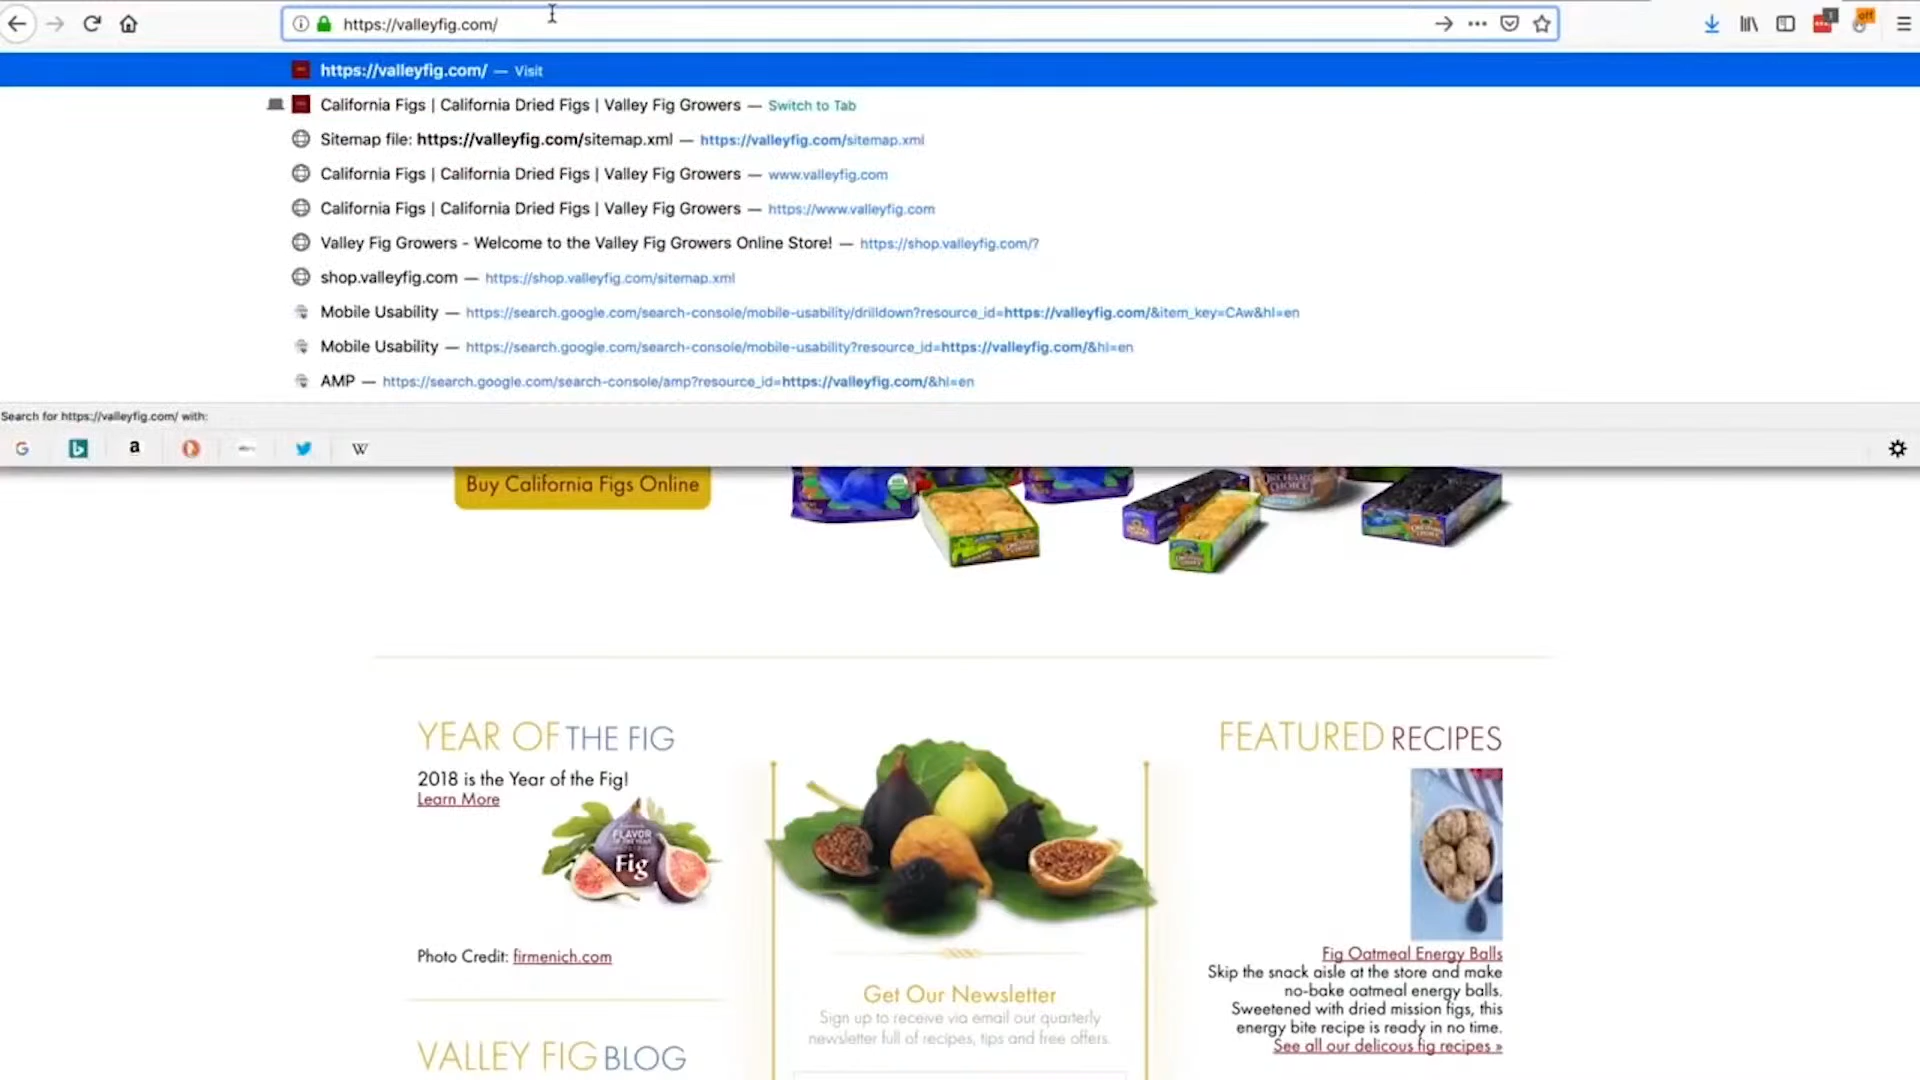 https://valleyfig.com/
1
off
https://valleyfig.com/ — Visit
California Figs | California Dried Figs | Valley Fig Growers — Switch to Tab
Sitemap file: https://valleyfig.com/sitemap.xml — https://valleyfig.com/sitemap.xml
California Figs | California Dried Figs | Valley Fig Growers — www.valleyfig.com
California Figs | California Dried Figs | Valley Fig Growers — https://www.valleyfig.com
Valley Fig Growers - Welcome to the Valley Fig Growers Online Store! — https://shop.valleyfig.com/?
shop.valleyfig.com — https://shop.valleyfig.com/sitemap.xml
Mobile Usability — https://search.google.com/search-console/mobile-usability/drilldown?resource_id=https://valleyfig.com/&item_key=CAw&hl=en
Mobile Usability — https://search.google.com/search-console/mobile-usability?resource_id=https://valleyfig.com/&hl=en
AMP — https://search.google.com/search-console/amp?resource_id=https://valleyfig.com/&hl=en
Search for https://valleyfig.com/ with:
G b a W
Buy California Figs Online
YEAR OF THE FIG
2018 is the Year of the Fig!
Learn More
FLAVOR
Fig
Photo Credit: firmenich.com
VALLEY FIG BLOG
Get Our Newsletter
Sign up to receive via email our quarterly
newsletter full of recipes, tips and free offers.
FEATURED RECIPES
Fig Oatmeal Energy Balls
Skip the snack aisle at the store and make
no-bake oatmeal energy balls.
Sweetened with dried mission figs, this
energy bite recipe is ready in no time.
See all our delicous fig recipes »